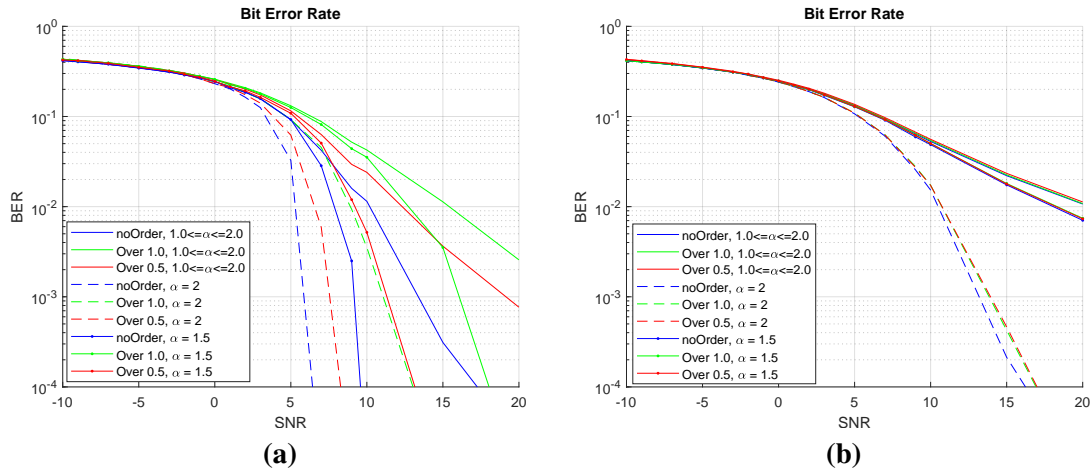 Bit Error Rate
BER
10^0
10^-1
10^-2
10^-3
10^-4
noOrder, 1.0<=α<=2.0
Over 1.0, 1.0<=α<=2.0
Over 0.5, 1.0<=α<=2.0
noOrder, α = 2
Over 1.0, α = 2
Over 0.5, α = 2
noOrder, α = 1.5
Over 1.0, α = 1.5
Over 0.5, α = 1.5
-10 -5 0 5 10 15 20
SNR
(a)
Bit Error Rate
BER
10^0
10^-1
10^-2
10^-3
10^-4
noOrder, 1.0<=α<=2.0
Over 1.0, 1.0<=α<=2.0
Over 0.5, 1.0<=α<=2.0
noOrder, α = 2
Over 1.0, α = 2
Over 0.5, α = 2
noOrder, α = 1.5
Over 1.0, α = 1.5
Over 0.5, α = 1.5
-10 -5 0 5 10 15 20
SNR
(b)